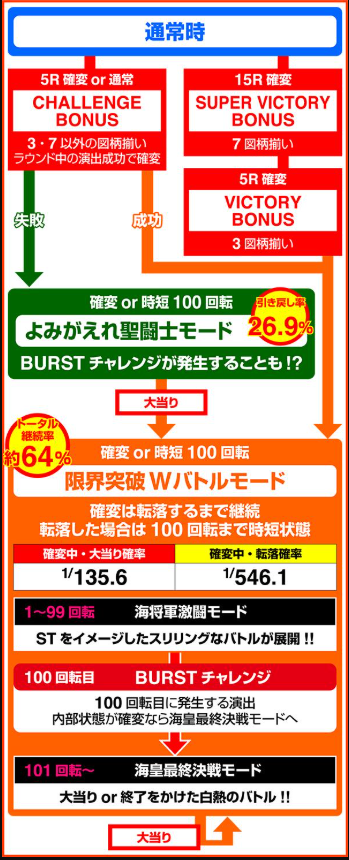 通常時
5R 確変 or 通常
CHALLENGE
BONUS
3・7 以外の図柄揃い
ラウンド中の演出成功で確変
15R 確変
SUPER VICTORY
BONUS
7 図柄揃い
5R 確変
VICTORY
BONUS
3 図柄揃い
失敗
成功
確変 or 時短 100 回転
よみがえれ聖闘士モード
引き戻し率
26.9%
BURST チャレンジが発生することも!?
大当り
トータル
継続率
約64%
確変 or 時短 100 回転
限界突破 W バトルモード
確変は転落するまで継続
転落した場合は 100 回転まで時短状態
確変中・大当り確率
確変中・転落確率
1/135.6
1/546.1
1〜99 回転 海将軍激闘モード
ST をイメージしたスリリングなバトルが展開!!
100 回転目 BURST チャレンジ
100 回転目に発生する演出
内部状態が確変なら海皇最終決戦モードへ
101 回転〜 海皇最終決戦モード
大当り or 終了をかけた白熱のバトル!!
大当り